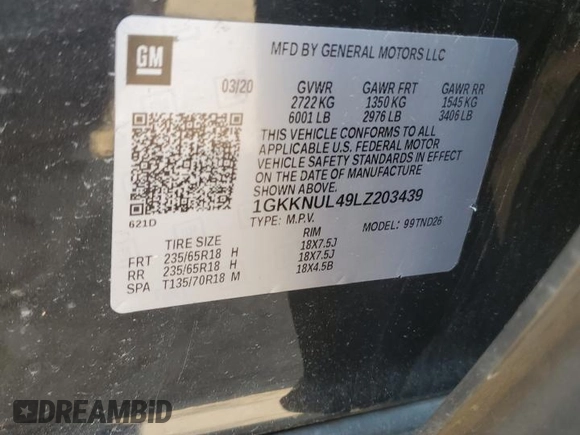 GM
MFD BY GENERAL MOTORS LLC
03/20 GVWR GAWR FRT GAWR RR
2722 KG 1350 KG 1545 KG
6001 LB 2976 LB 3406 LB
THIS VEHICLE CONFORMS TO ALL
APPLICABLE U.S. FEDERAL MOTOR
VEHICLE SAFETY STANDARDS IN EFFECT
ON THE DATE OF MANUFACTURE
SHOWN ABOVE.
1GKKNUL49LZ203439
621D
TYPE: M.P.V. MODEL: 99TND26
TIRE SIZE RIM
FRT 235/65R18 H 18X7.5J
RR 235/65R18 H 18X7.5J
SPA T135/70R18 M 18X4.5B
DREAMBID